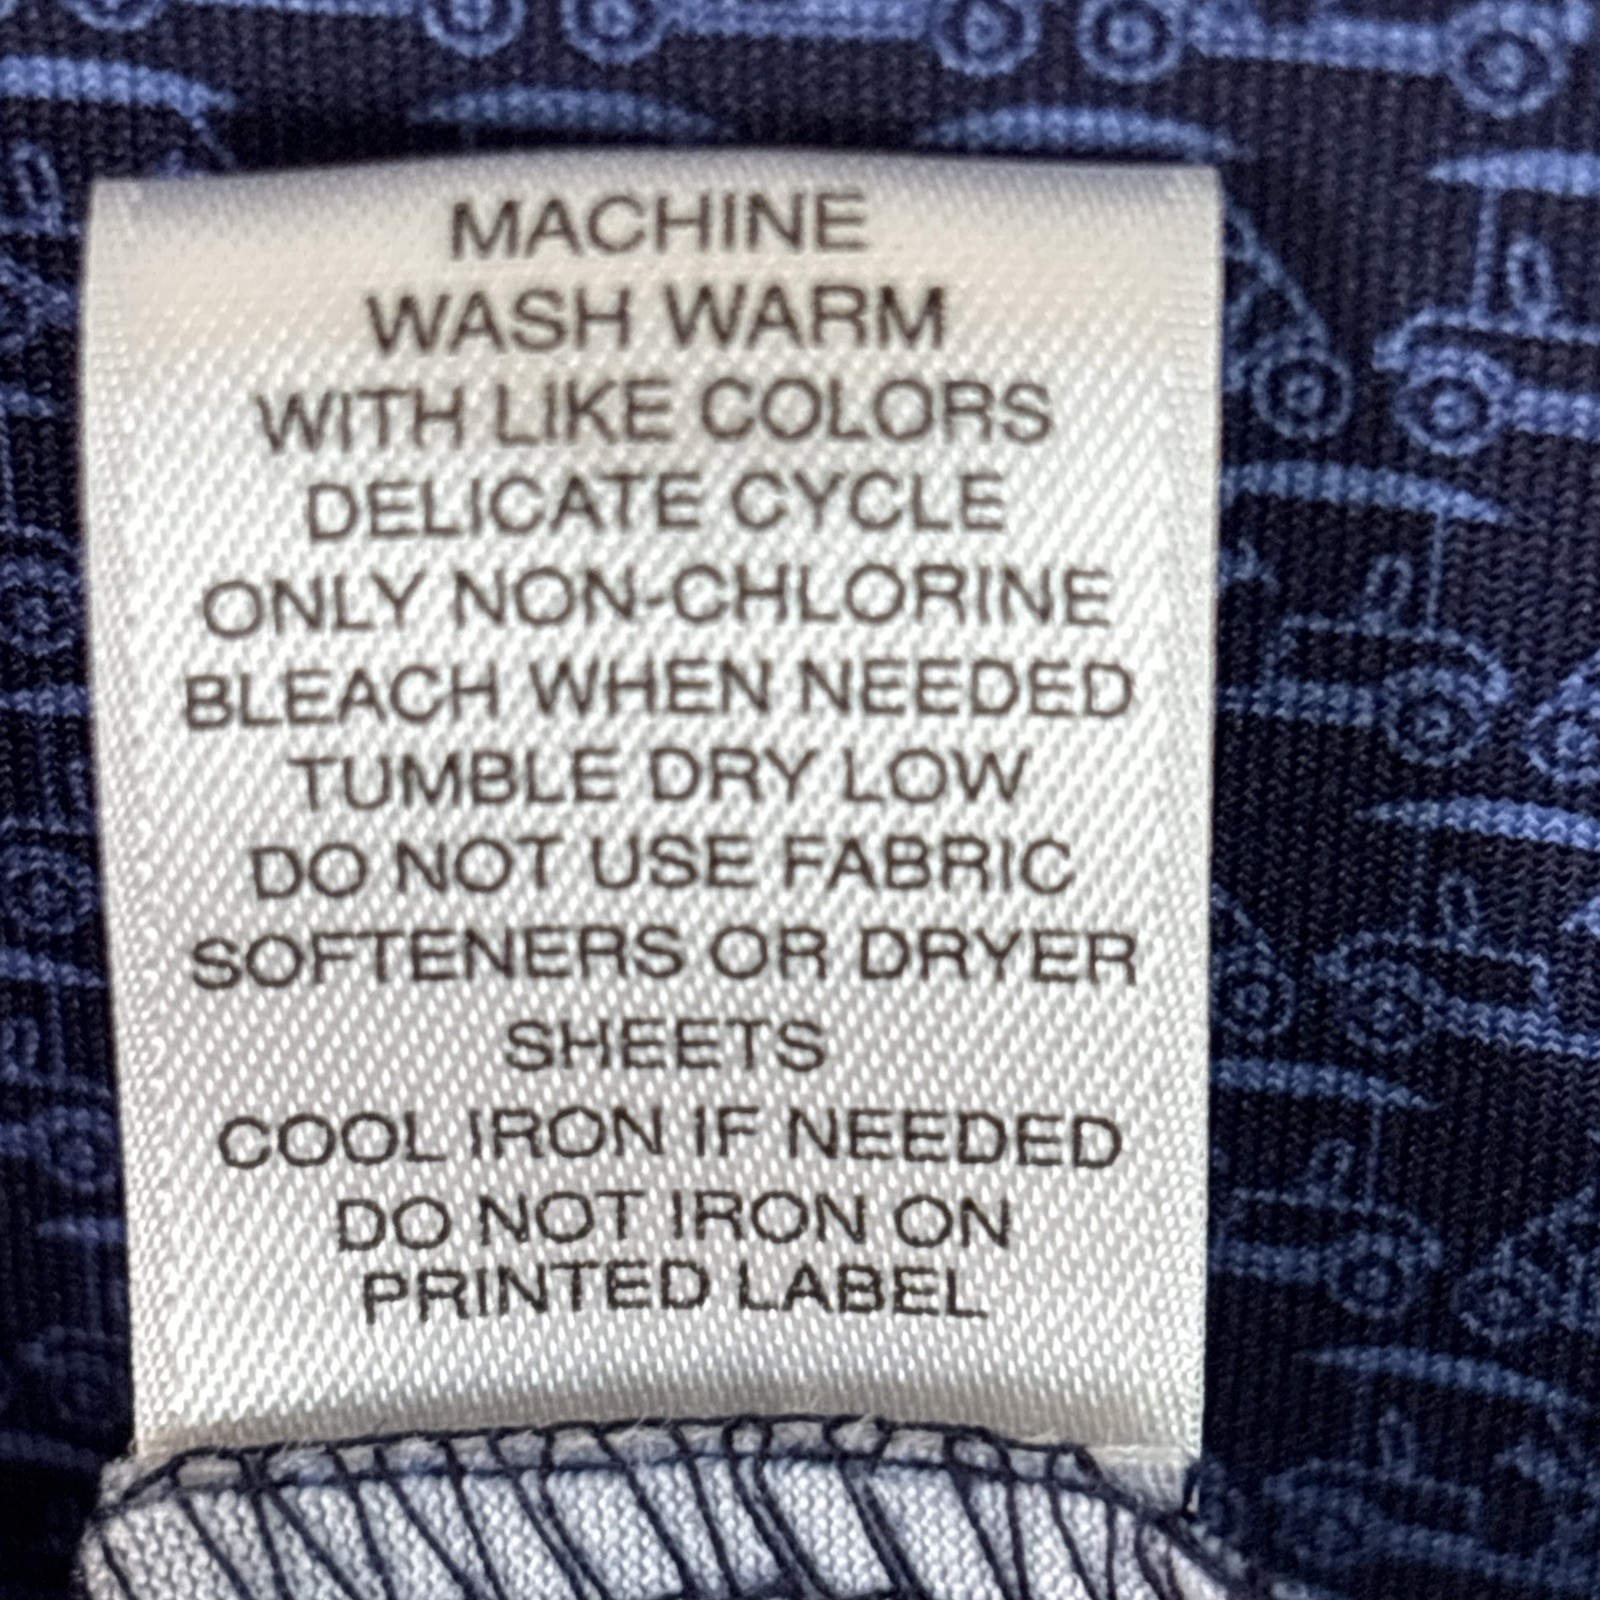 MACHINE
WASH WARM
WITH LIKE COLORS
DELICATE CYCLE
ONLY NON-CHLORINE
BLEACH WHEN NEEDED
TUMBLE DRY LOW
DO NOT USE FABRIC
SOFTENERS OR DRYER
SHEETS
COOL IRON IF NEEDED
DO NOT IRON ON
PRINTED LABEL